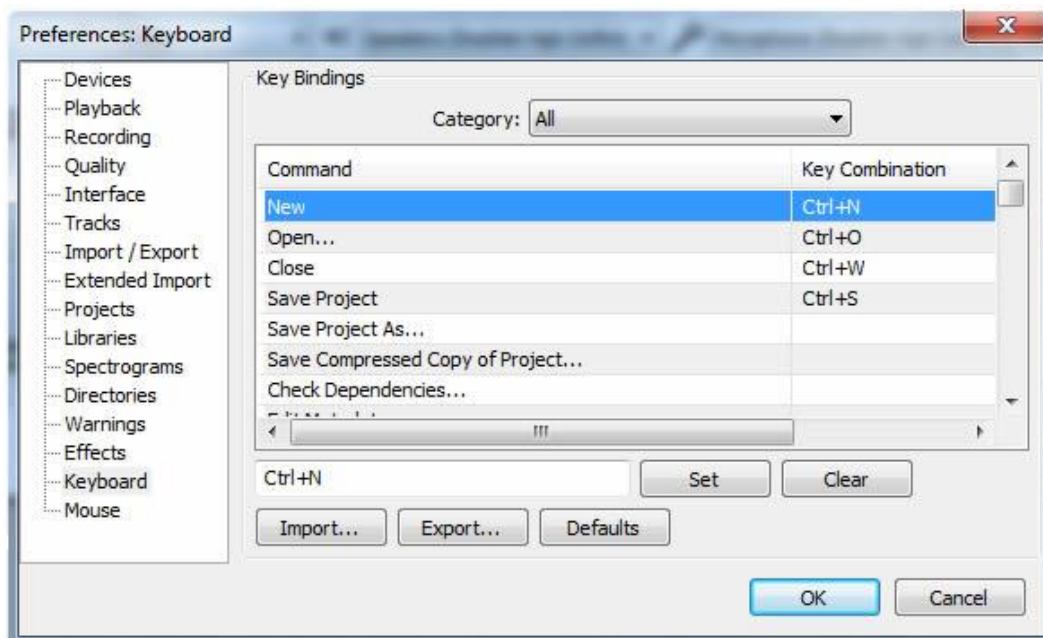 Preferences: Keyboard
Devices
Playback
Recording
Quality
Interface
Tracks
Import / Export
Extended Import
Projects
Libraries
Spectrograms
Directories
Warnings
Effects
Keyboard
Mouse
Key Bindings
Category: All
Command Key Combination
New Ctrl+N
Open... Ctrl+O
Close Ctrl+W
Save Project Ctrl+S
Save Project As...
Save Compressed Copy of Project...
Check Dependencies...
Ctrl+N Set Clear
Import... Export... Defaults
OK Cancel